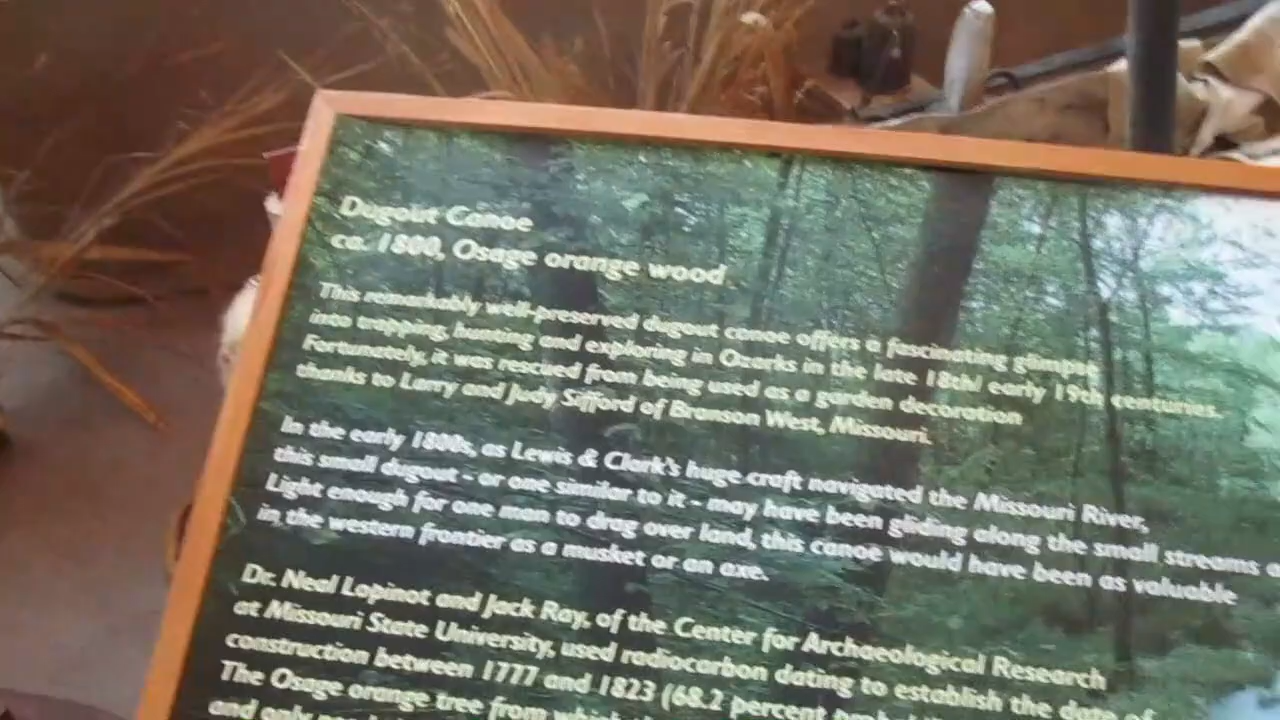 Dugout Canoe
ca. 1800, Osage orange wood
This remarkably well-preserved dugout canoe offers a fascinating glimpse
into trapping, hunting and exploring in Ozarks in the late 18th/ early 19th centuries.
Fortunately, it was rescued from being used as a garden decoration
thanks to Larry and Judy Sifford of Branson West, Missouri.
In the early 1800s, as Lewis & Clark's huge craft navigated the Missouri River,
this small dugout - or one similar to it - may have been gliding along the small streams
Light enough for one man to drag over land, this canoe would have been as valuable
in the western frontier as a musket or an axe.
Dr. Neal Lopinot and Jack Ray, of the Center for Archaeological Research
at Missouri State University, used radiocarbon dating to establish the date of
construction between 1777 and 1823 (68.2 percent
The Osage orange tree from which
and only